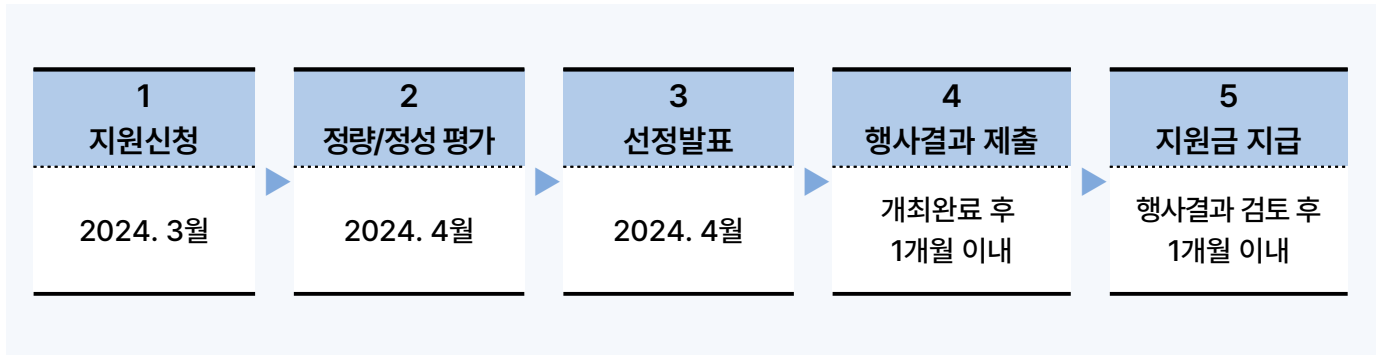 1
지원신청
2024. 3월
2
정량/정성 평가
2024. 4월
3
선정발표
2024. 4월
4
행사결과 제출
개최완료 후
1개월 이내
5
지원금 지급
행사결과 검토 후
1개월 이내